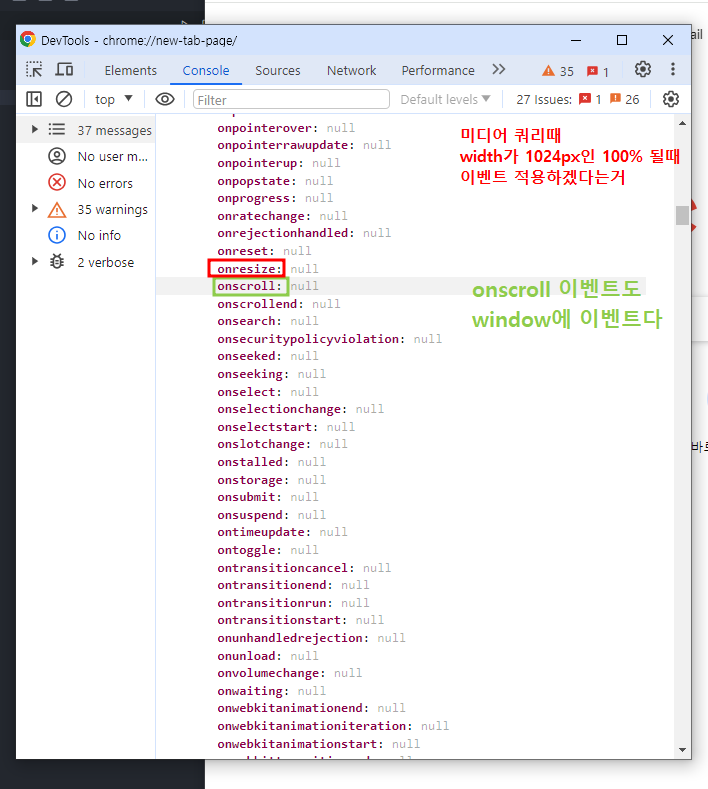 DevTools - chrome://new-tab-page/
ail
Elements Console Sources Network Performance 35 1
top Filter Default levels 27 Issues: 1 26
37 messages
No user m...
No errors
35 warnings
No info
2 verbose
onpointerover: null
onpointerrawupdate: null
onpointerup: null
onpopstate: null
onprogress: null
onratechange: null
onrejectionhandled: null
onreset: null
onresize: null
onscroll: null
onscrollend: null
onsearch: null
onsecuritypolicyviolation: null
onseeked: null
onseeking: null
onselect: null
onselectionchange: null
onselectstart: null
onslotchange: null
onstalled: null
onstorage: null
onsubmit: null
onsuspend: null
ontimeupdate: null
ontoggle: null
ontransitioncancel: null
ontransitionend: null
ontransitionrun: null
ontransitionstart: null
onunhandledrejection: null
onunload: null
onvolumechange: null
onwaiting: null
onwebkitanimationend: null
onwebkitanimationiteration: null
onwebkitanimationstart: null
미디어 쿼리때
width가 1024px인 100% 될때
이벤트 적용하겠다는거
onscroll 이벤트도
window에 이벤트다
바로